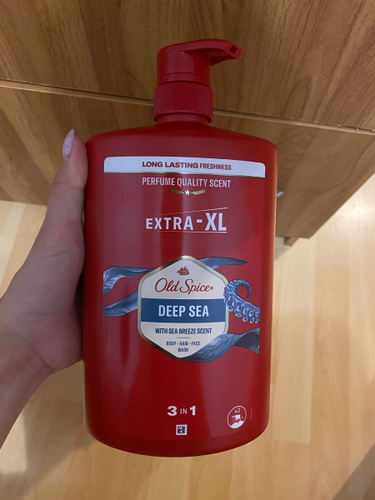 LONG LASTING FRESHNESS
PERFUME QUALITY SCENT
EXTRA-XL
Old Spice
DEEP SEA
WITH SEA BREEZE SCENT
BODY - HAIR - FACE
WASH
3 IN 1